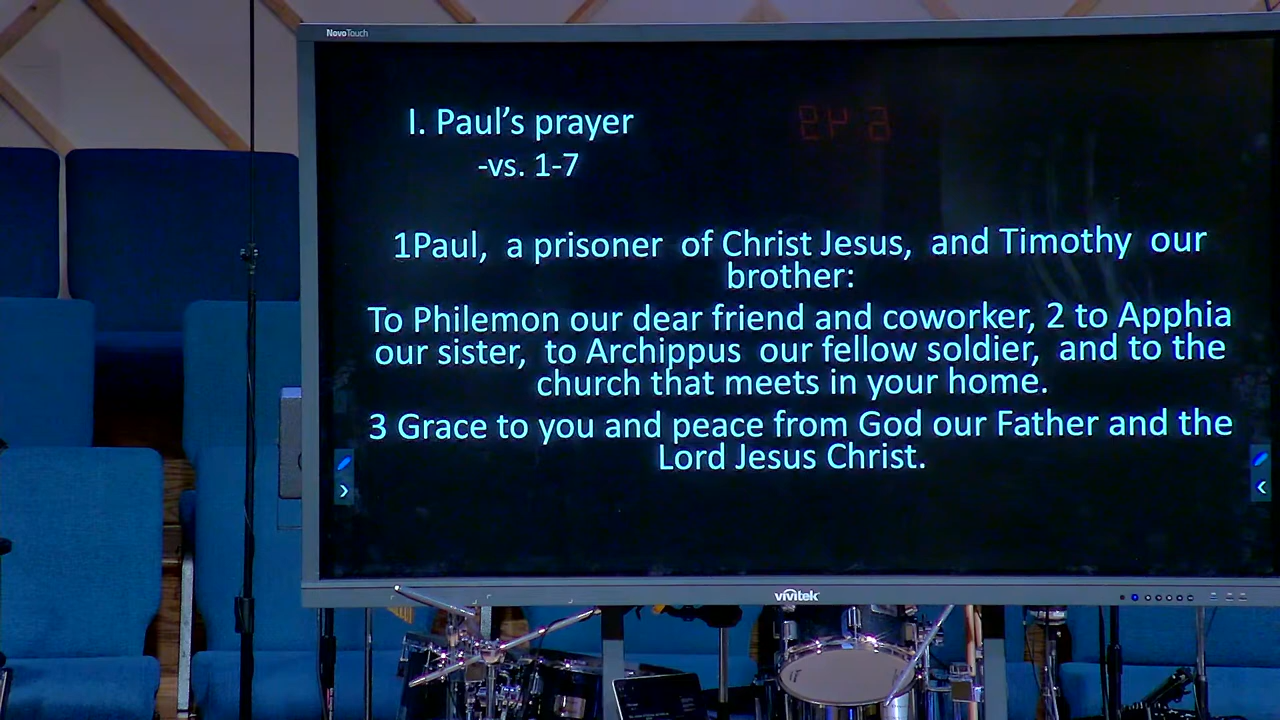 NovoTouch
I. Paul’s prayer
-vs. 1-7
1Paul, a prisoner of Christ Jesus, and Timothy our
brother:
To Philemon our dear friend and coworker, 2 to Apphia
our sister, to Archippus our fellow soldier, and to the
church that meets in your home.
3 Grace to you and peace from God our Father and the
Lord Jesus Christ.
vivitek